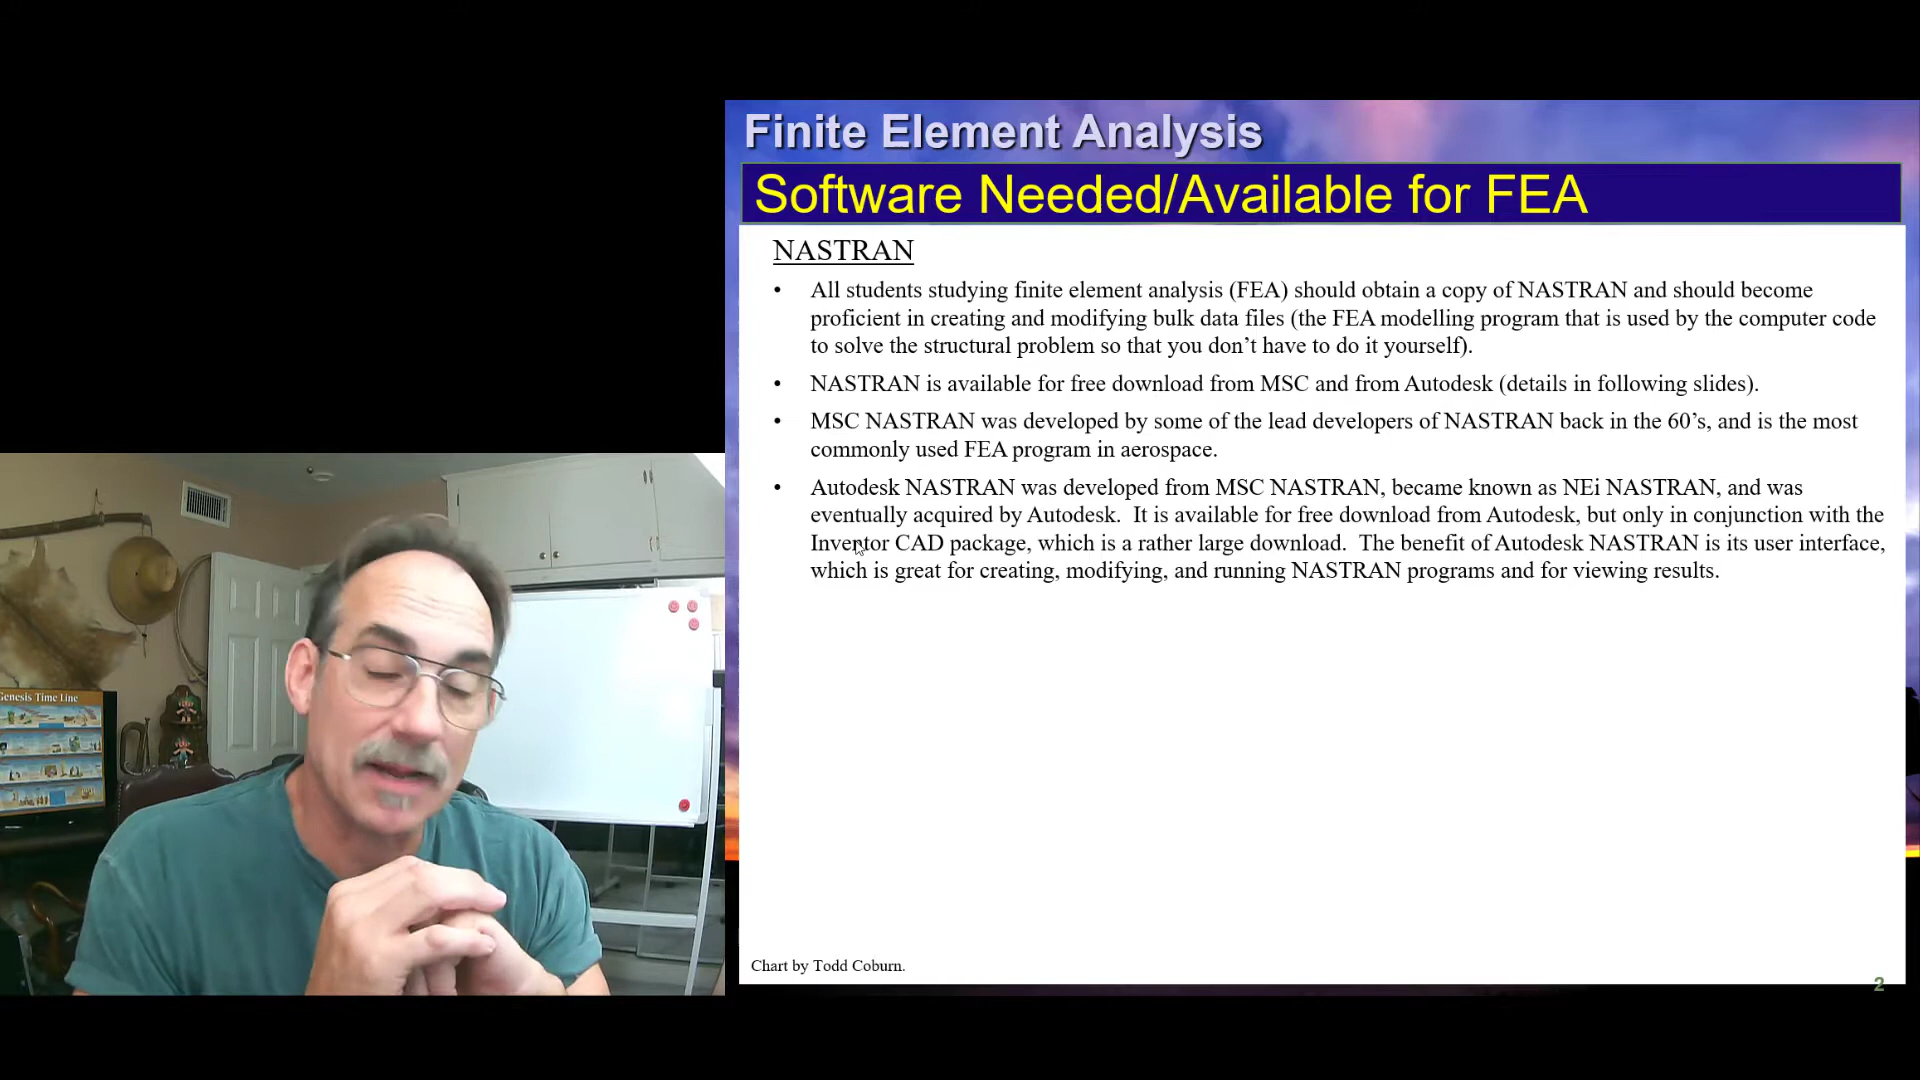 Finite Element Analysis
Software Needed/Available for FEA
NASTRAN
• All students studying finite element analysis (FEA) should obtain a copy of NASTRAN and should become
proficient in creating and modifying bulk data files (the FEA modelling program that is used by the computer code
to solve the structural problem so that you don’t have to do it yourself).
• NASTRAN is available for free download from MSC and from Autodesk (details in following slides).
• MSC NASTRAN was developed by some of the lead developers of NASTRAN back in the 60’s, and is the most
commonly used FEA program in aerospace.
• Autodesk NASTRAN was developed from MSC NASTRAN, became known as NEi NASTRAN, and was
eventually acquired by Autodesk. It is available for free download from Autodesk, but only in conjunction with the
Inventor CAD package, which is a rather large download. The benefit of Autodesk NASTRAN is its user interface,
which is great for creating, modifying, and running NASTRAN programs and for viewing results.
Chart by Todd Coburn.
2
Genesis Time Line